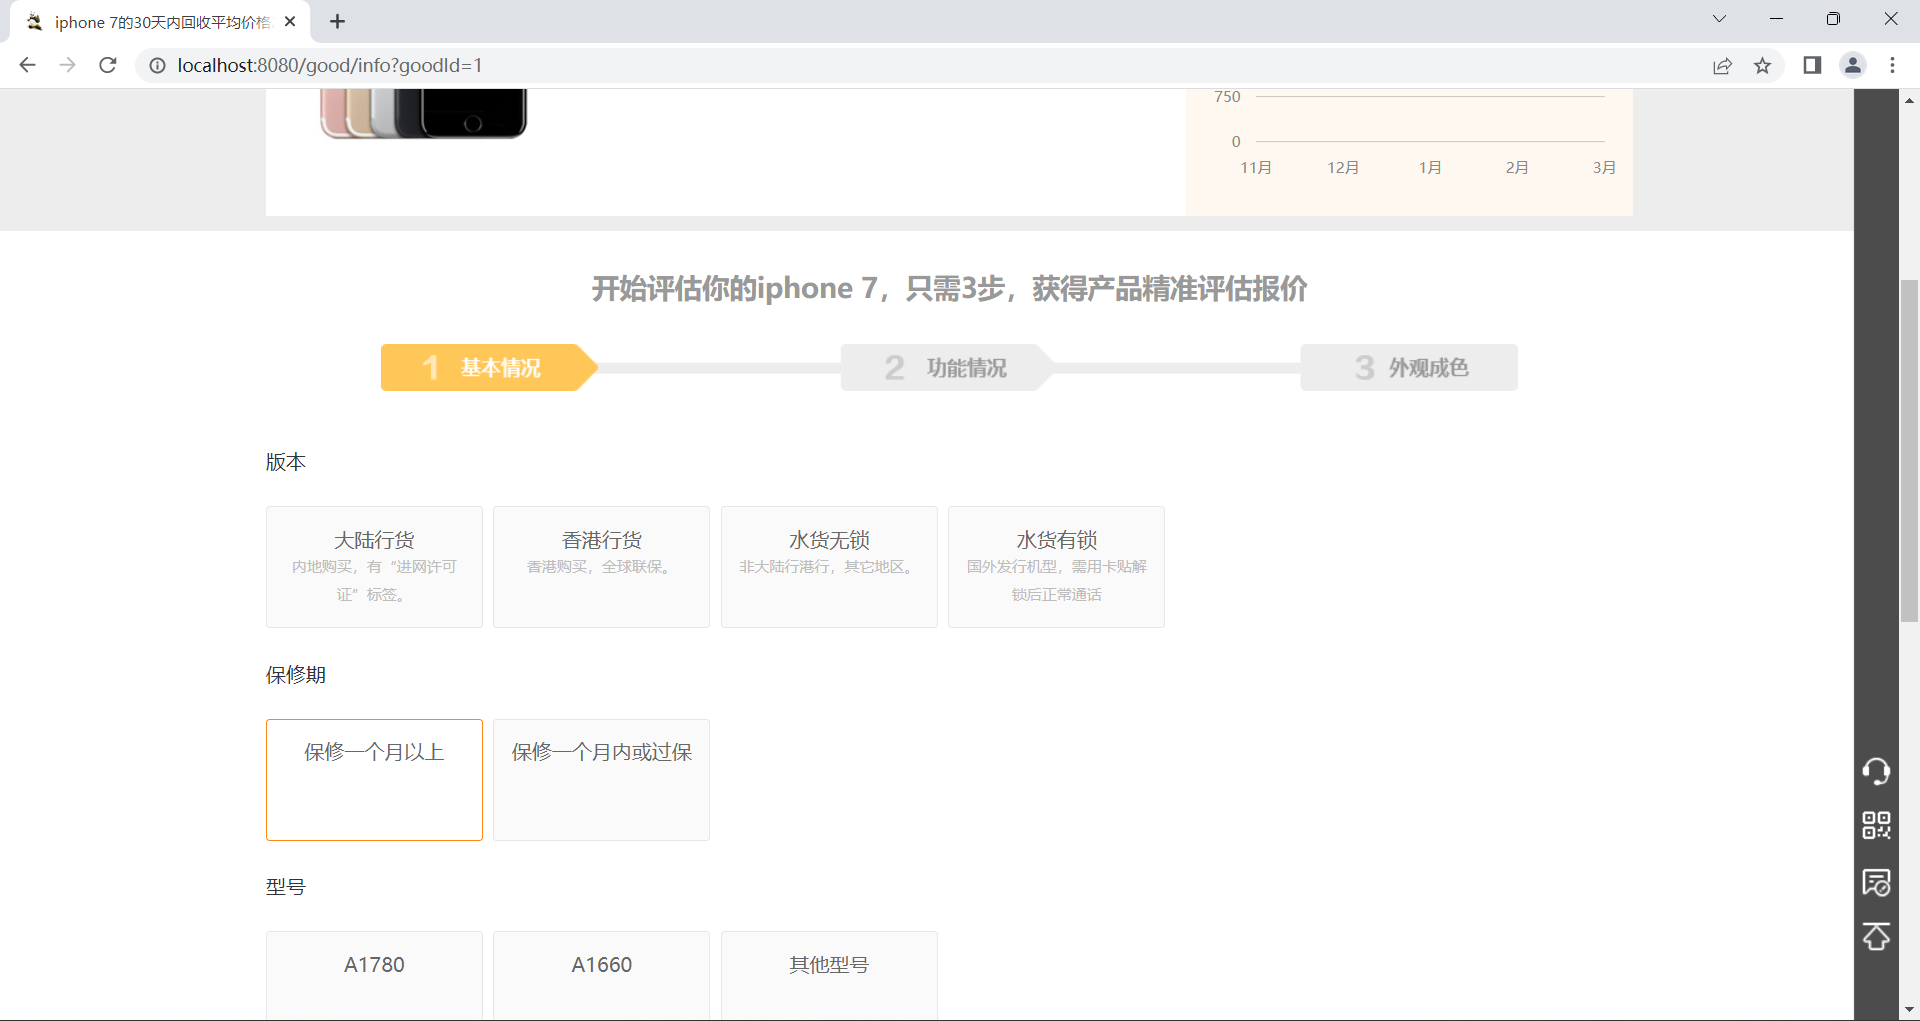 iphone 7的30天内回收平均价格
localhost:8080/good/info?goodId=1
750
0
11月 12月 1月 2月 3月
开始评估你的iphone 7，只需3步，获得产品精准评估报价
1 基本情况 2 功能情况 3 外观成色
版本
大陆行货 香港行货 水货无锁 水货有锁
内地购买，有“进网许可 香港购买，全球联保。 非大陆行港行，其它地区。 国外发行机型，需用卡贴解
证”标签。 锁后正常通话
保修期
保修一个月以上 保修一个月内或过保
型号
A1780 A1660 其他型号